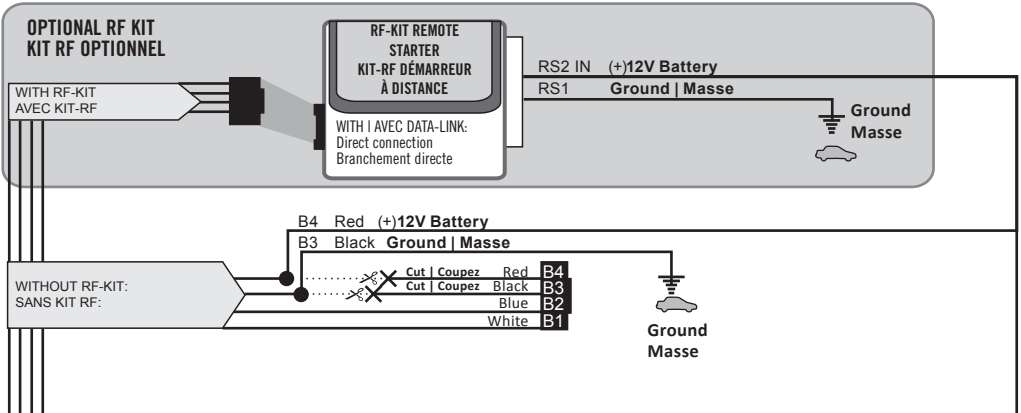 OPTIONAL RF KIT
KIT RF OPTIONNEL
RF-KIT REMOTE
STARTER
KIT-RF DÉMARREUR
À DISTANCE
WITH RF-KIT
AVEC KIT-RF
WITH | AVEC DATA-LINK:
Direct connection
Branchement directe
RS2 IN (+)12V Battery
RS1 Ground | Masse
Ground
Masse
B4 Red (+)12V Battery
B3 Black Ground | Masse
WITHOUT RF-KIT:
SANS KIT RF:
Cut | Coupez Red B4
Cut | Coupez Black B3
Blue B2
White B1
Ground
Masse